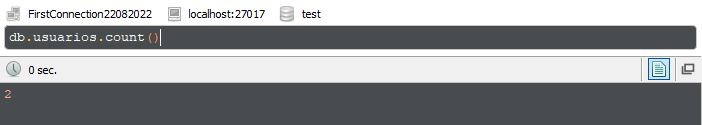 FirstConnection22082022 localhost:27017 test
db.usuarios.count()
0 sec.
2